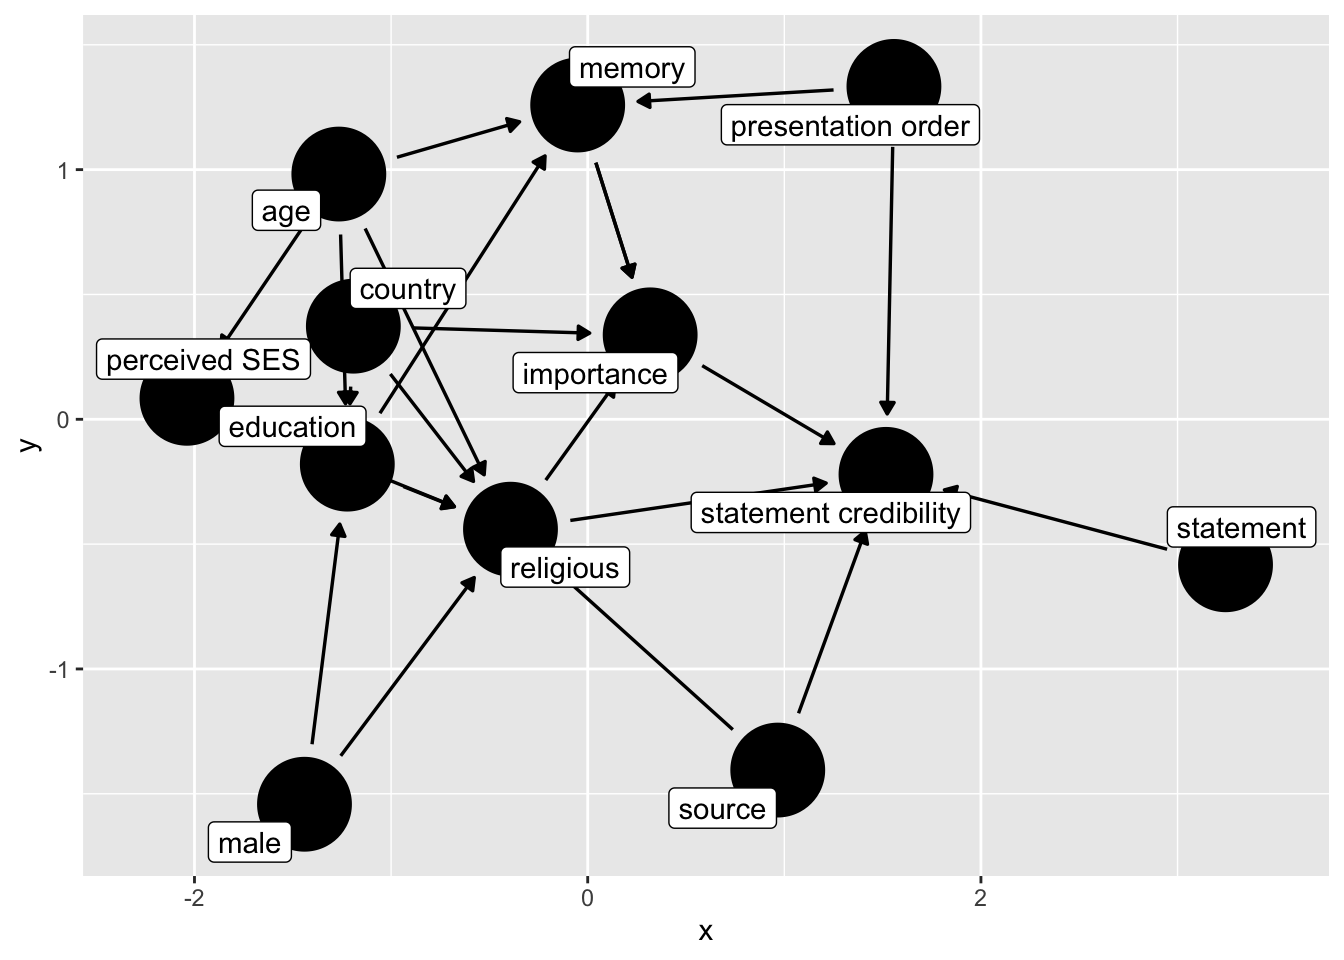 memory
presentation order
1
age
country
perceived SES
importance
0
education
y
statement credibility
statement
religious
-1
source
male
-2
0
2
x